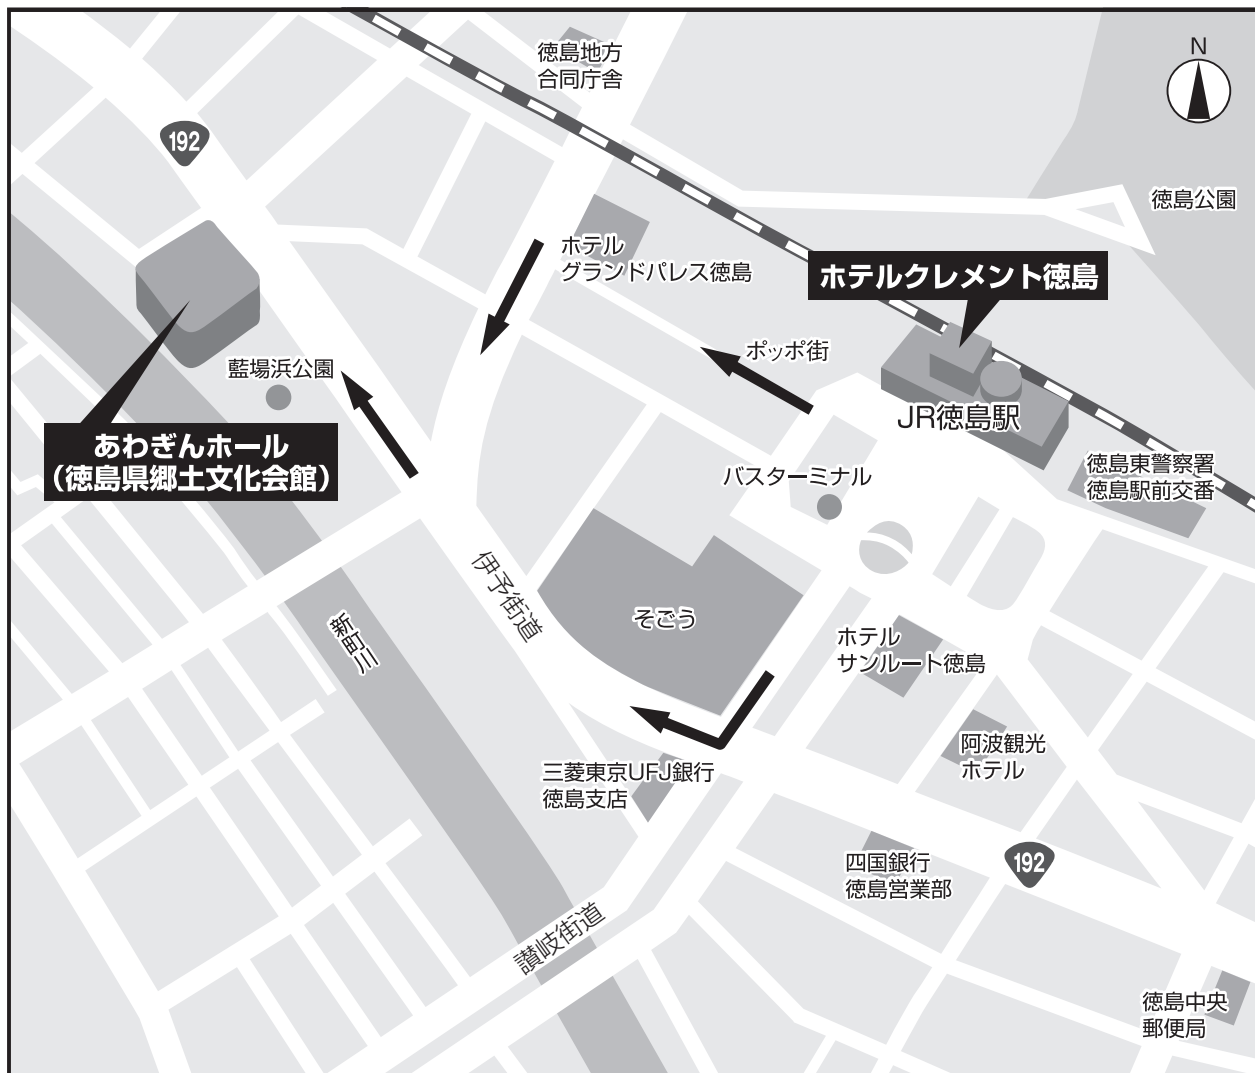 徳島地方
合同庁舎
N
192
徳島公園
ホテル
グランドパレス徳島
ホテルクレメント徳島
ポッポ街
藍場浜公園
JR徳島駅
あわぎんホール
(徳島県郷土文化会館)
バスターミナル
徳島東警察署
徳島駅前交番
伊予街道
そごう
新町川
ホテル
サンルート徳島
阿波観光
ホテル
三菱東京UFJ銀行
徳島支店
四国銀行
徳島営業部
192
讃岐街道
徳島中央
郵便局